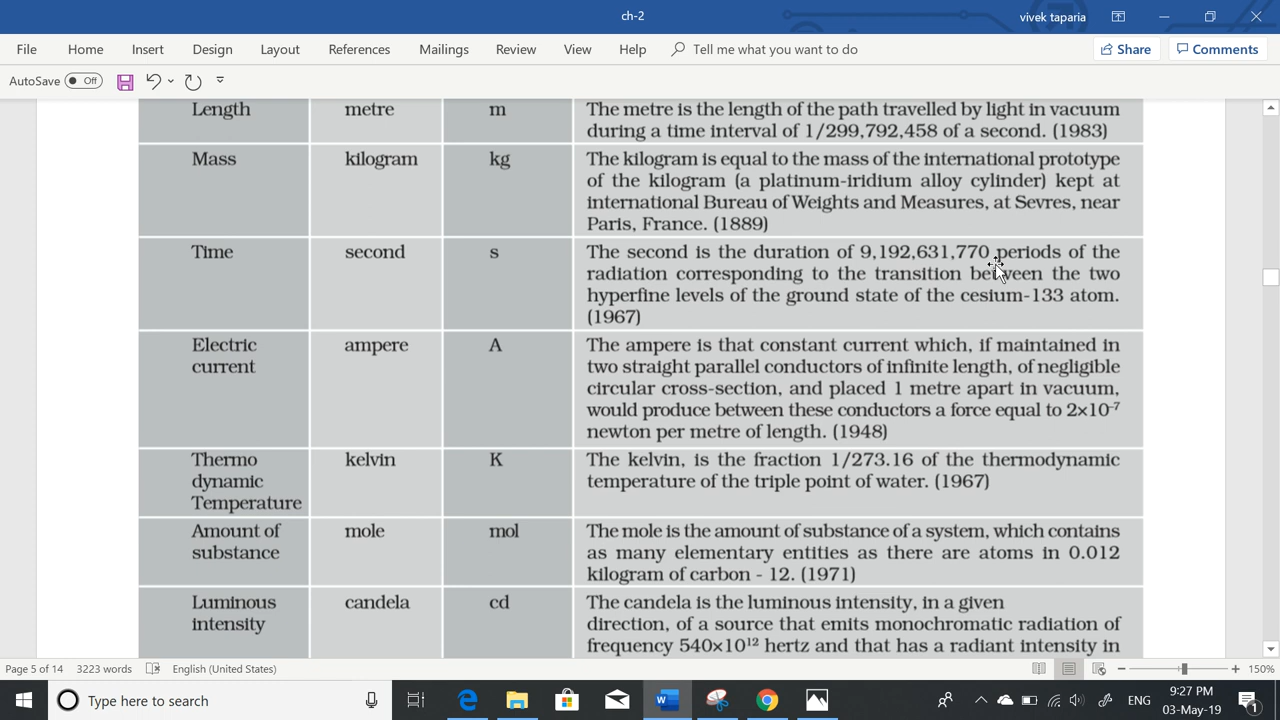 ch-2
vivek taparia
File Home Insert Design Layout References Mailings Review View Help Tell me what you want to do Share Comments
AutoSave Off
Length metre m The metre is the length of the path travelled by light in vacuum
during a time interval of 1/299,792,458 of a second. (1983)
Mass kilogram kg The kilogram is equal to the mass of the international prototype
of the kilogram (a platinum-iridium alloy cylinder) kept at
international Bureau of Weights and Measures, at Sevres, near
Paris, France. (1889)
Time second s The second is the duration of 9,192,631,770 periods of the
radiation corresponding to the transition between the two
hyperfine levels of the ground state of the cesium-133 atom.
(1967)
Electric ampere A The ampere is that constant current which, if maintained in
current two straight parallel conductors of infinite length, of negligible
circular cross-section, and placed 1 metre apart in vacuum,
would produce between these conductors a force equal to 2×10⁻⁷
newton per metre of length. (1948)
Thermo kelvin K The kelvin, is the fraction 1/273.16 of the thermodynamic
dynamic temperature of the triple point of water. (1967)
Temperature
Amount of mole mol The mole is the amount of substance of a system, which contains
substance as many elementary entities as there are atoms in 0.012
kilogram of carbon - 12. (1971)
Luminous candela cd The candela is the luminous intensity, in a given
intensity direction, of a source that emits monochromatic radiation of
frequency 540×10¹² hertz and that has a radiant intensity in
Page 5 of 14 3223 words English (United States) 150%
Type here to search ENG 9:27 PM
03-May-19 1